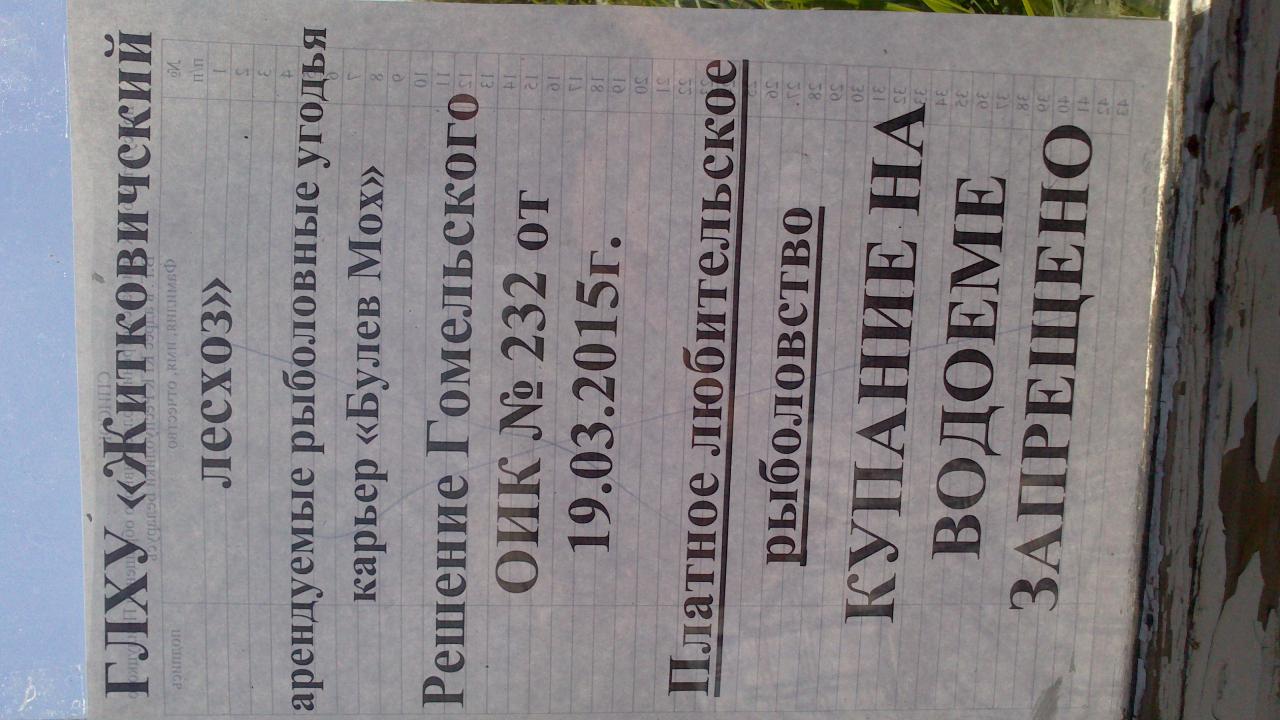 ГЛХУ «Житковичский
лесхоз»
арендуемые рыболовные угодья
карьер «Булев Мох»
Решение Гомельского
ОИК № 232 от
19.03.2015г.
Платное любительское
рыболовство
КУПАНИЕ НА
ВОДОЕМЕ
ЗАПРЕЩЕНО